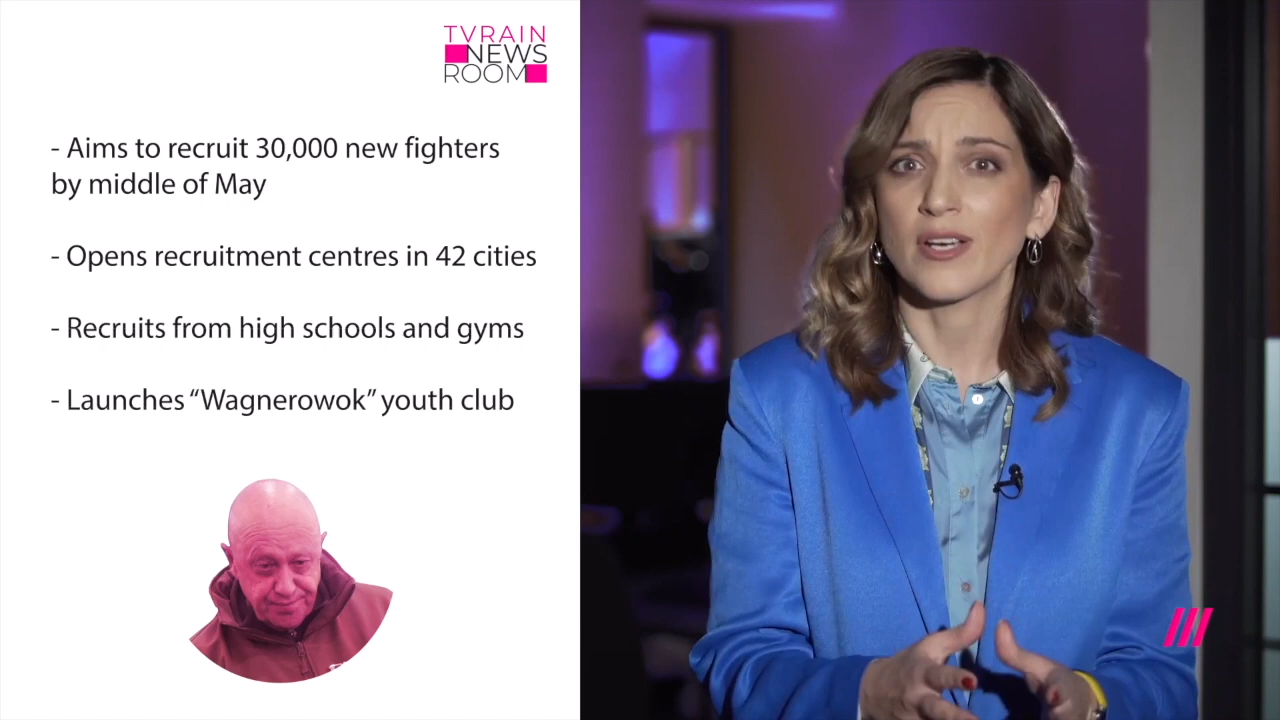 TVRAIN
NEWS
ROOM
- Aims to recruit 30,000 new fighters
by middle of May
- Opens recruitment centres in 42 cities
- Recruits from high schools and gyms
- Launches “Wagnerowok” youth club